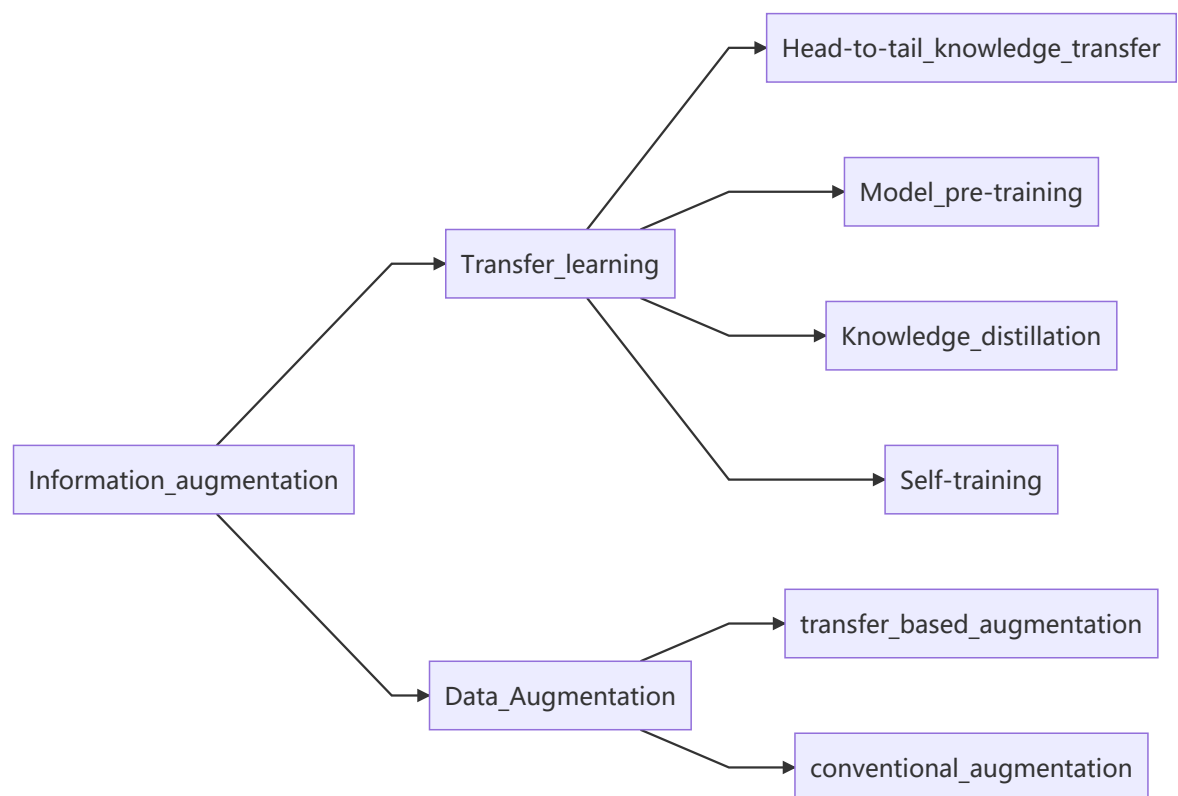 Head-to-tail_knowledge_transfer
Model_pre-training
Transfer_learning
Knowledge_distillation
Information_augmentation
Self-training
transfer_based_augmentation
Data_Augmentation
conventional_augmentation